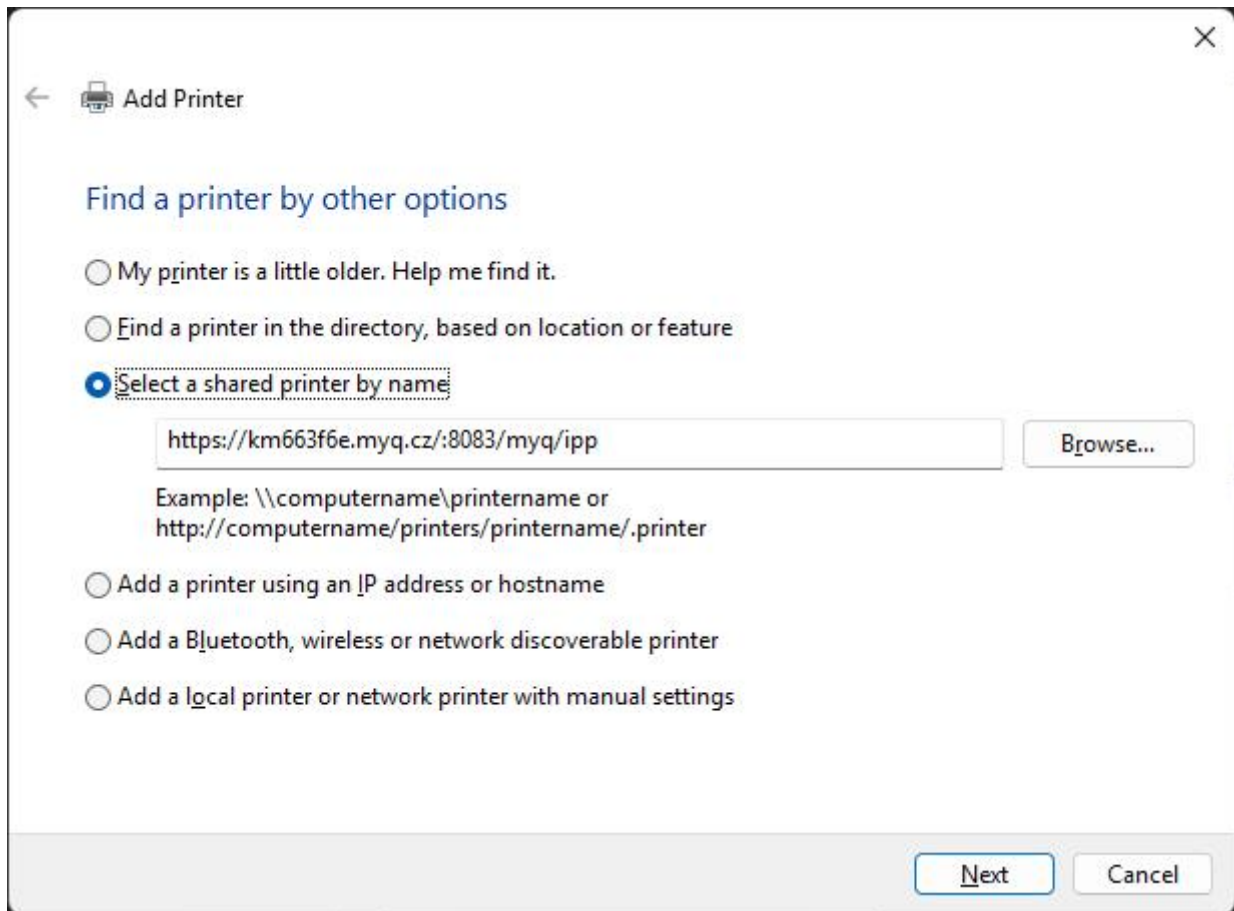 Add Printer
Find a printer by other options
My printer is a little older. Help me find it.
Find a printer in the directory, based on location or feature
Select a shared printer by name
https://km663f6e.myq.cz/:8083/myq/ipp
Browse...
Example: \\computername\printername or
http://computername/printers/printername/.printer
Add a printer using an IP address or hostname
Add a Bluetooth, wireless or network discoverable printer
Add a local printer or network printer with manual settings
Next
Cancel